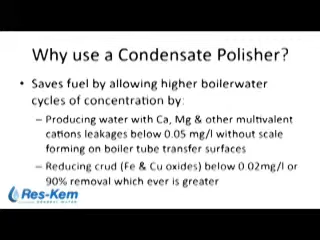 Why use a Condensate Polisher?
• Saves fuel by allowing higher boilerwater
cycles of concentration by:
– Producing water with Ca, Mg & other multivalent
cations leakages below 0.05 mg/l without scale
forming on boiler tube transfer surfaces
– Reducing crud (Fe & Cu oxides) below 0.02mg/l or
90% removal which ever is greater
Res-Kem
GENERAL WATER